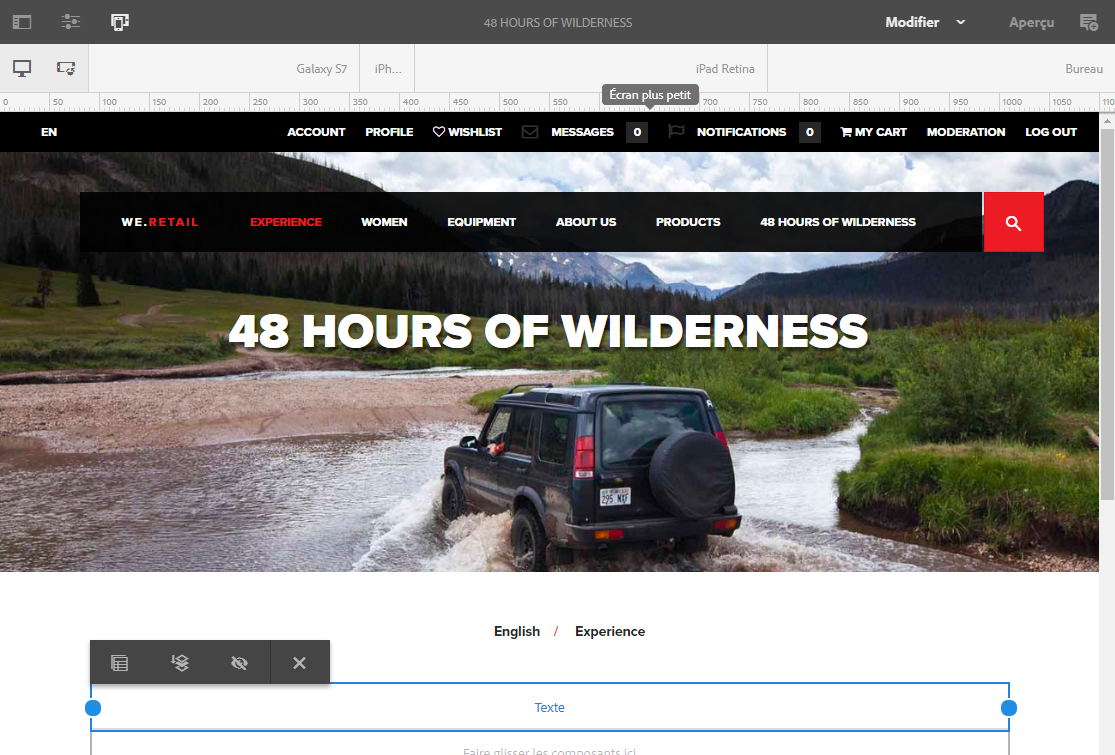 48 HOURS OF WILDERNESS Modifier Aperçu
Galaxy S7 iPh... iPad Retina Bureau
Écran plus petit
0 50 100 150 200 250 300 350 400 450 500 550 700 750 800 850 900 950 1000 1050 110
EN ACCOUNT PROFILE WISHLIST MESSAGES 0 NOTIFICATIONS 0 MY CART MODERATION LOG OUT
WE.RETAIL EXPERIENCE WOMEN EQUIPMENT ABOUT US PRODUCTS 48 HOURS OF WILDERNESS
48 HOURS OF WILDERNESS
295 MXF
English / Experience
Texte
Faire glisser les composants ici